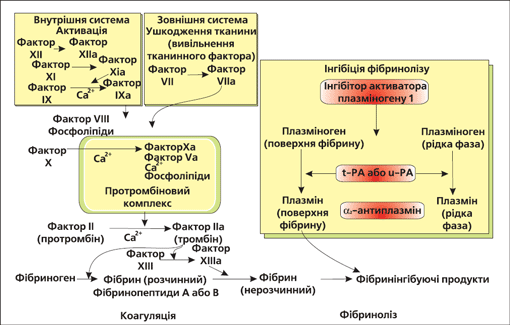 Внутрішня система
Активація
Фактор XII
Фактор XIIa
Фактор XI
Фактор Xia
Фактор IX
Ca2+
Фактор IXa
Зовнішня система
Ушкодження тканини
(вивільнення
тканинного фактора)
Фактор VII
Фактор VIIa
Фактор VIII
Фосфоліпіди
Фактор X
Ca2+
ФакторXa
Фактор Va
Ca2+
Фосфоліпіди
Протромбіновий
комплекс
Фактор II
(протромбін)
Ca2+
Фактор IIa
(тромбін)
Фактор XIII
Фактор XIIIa
Фібриноген
Фібрин (розчинний)
Фібринопептиди А або В
Фібрин
(нерозчинний)
Фібринінгібуючі продукти
Коагуляція
Фібриноліз
Інгібіція фібринолізу
Інгібітор активатора
плазміногену 1
Плазміноген
(поверхня фібрину)
Плазміноген
(рідка фаза)
t-PA або u-PA
Плазмін
(поверхня
фібрину)
α2-антиплазмін
Плазмін
(рідка
фаза)